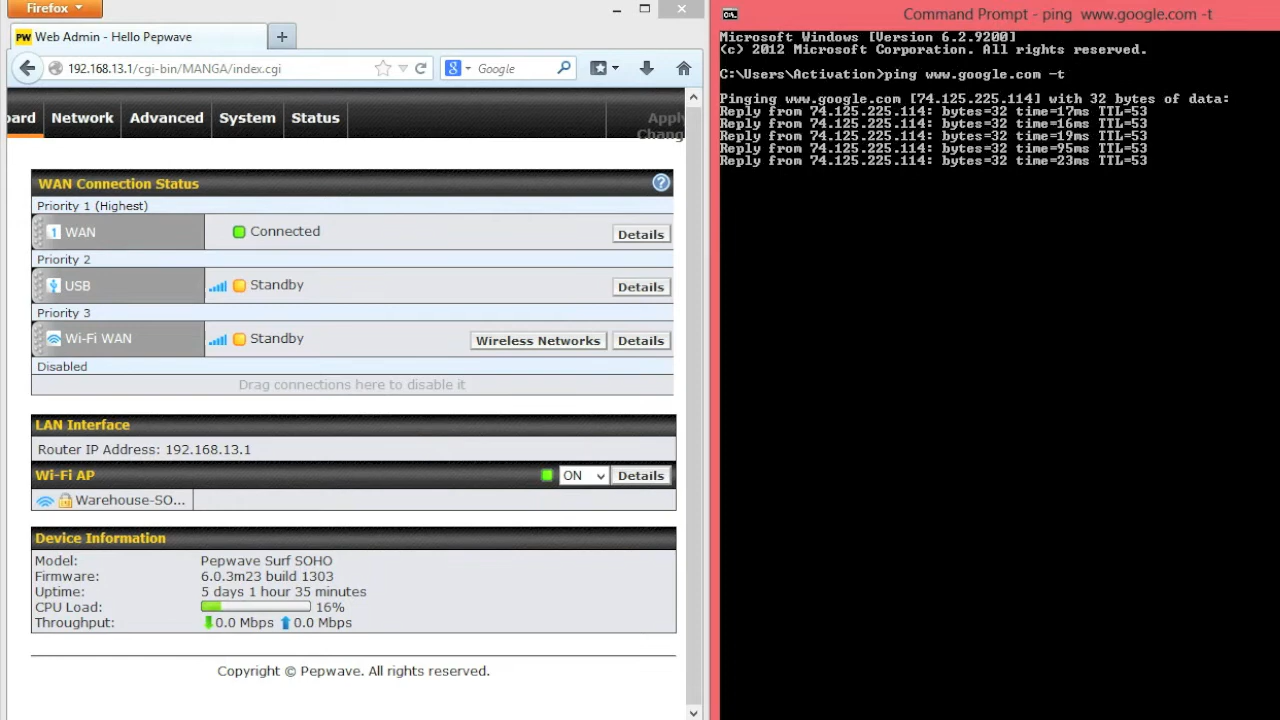 Firefox
PW Web Admin - Hello Pepwave
192.168.13.1/cgi-bin/MANGA/index.cgi
8 Google
Network Advanced System Status
Apply
WAN Connection Status
Priority 1 (Highest)
1 WAN Connected Details
Priority 2
USB Standby Details
Priority 3
Wi-Fi WAN Standby Wireless Networks Details
Disabled
Drag connections here to disable it
LAN Interface
Router IP Address: 192.168.13.1
Wi-Fi AP ON Details
Warehouse-SO...
Device Information
Model: Pepwave Surf SOHO
Firmware: 6.0.3m23 build 1303
Uptime: 5 days 1 hour 35 minutes
CPU Load: 16%
Throughput: 0.0 Mbps 0.0 Mbps
Copyright © Pepwave. All rights reserved.
C:\ Command Prompt - ping www.google.com -t
Microsoft Windows [Version 6.2.9200]
(c) 2012 Microsoft Corporation. All rights reserved.
C:\Users\Activation>ping www.google.com -t
Pinging www.google.com [74.125.225.114] with 32 bytes of data:
Reply from 74.125.225.114: bytes=32 time=17ms TTL=53
Reply from 74.125.225.114: bytes=32 time=16ms TTL=53
Reply from 74.125.225.114: bytes=32 time=19ms TTL=53
Reply from 74.125.225.114: bytes=32 time=95ms TTL=53
Reply from 74.125.225.114: bytes=32 time=23ms TTL=53